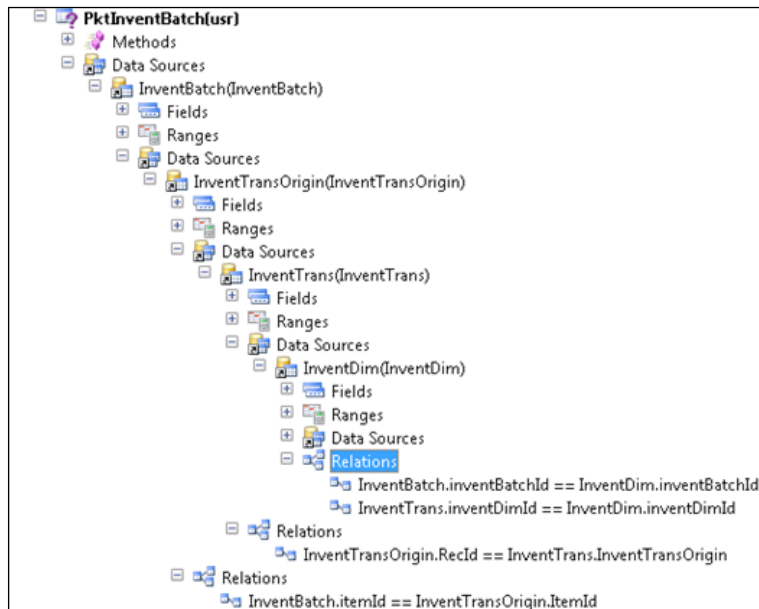 PktInventBatch(usr)
Methods
Data Sources
InventBatch(InventBatch)
Fields
Ranges
Data Sources
InventTransOrigin(InventTransOrigin)
Fields
Ranges
Data Sources
InventTrans(InventTrans)
Fields
Ranges
Data Sources
InventDim(InventDim)
Fields
Ranges
Data Sources
Relations
InventBatch.inventBatchId == InventDim.inventBatchId
InventTrans.inventDimId == InventDim.inventDimId
Relations
InventTransOrigin.RecId == InventTrans.InventTransOrigin
Relations
InventBatch.itemId == InventTransOrigin.ItemId